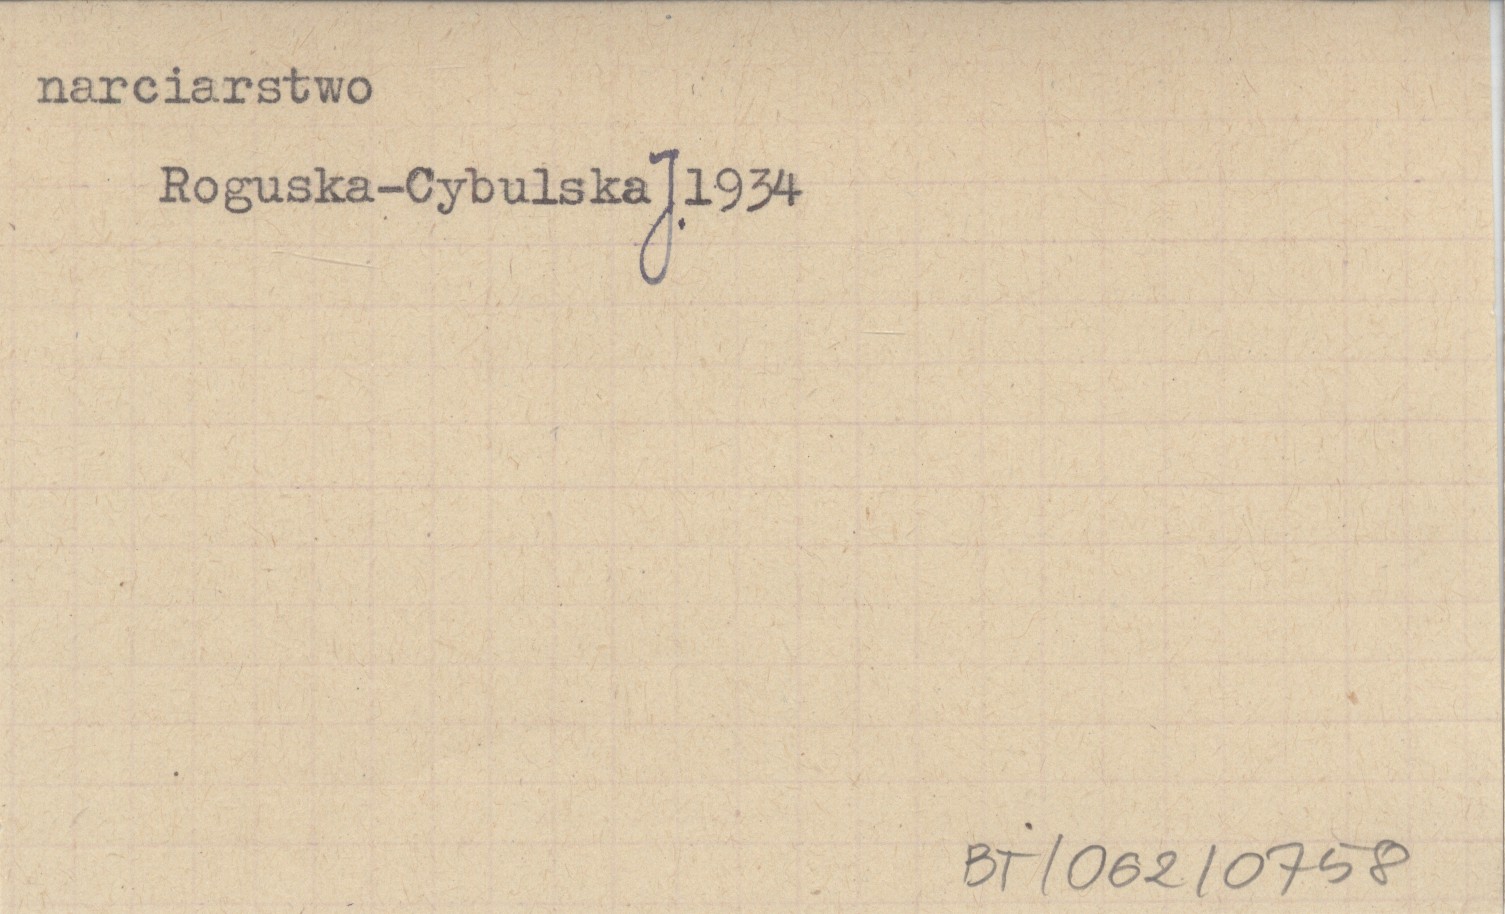 narciarstwo
Roguska-Cybulska J. 1934
BT/062/0758